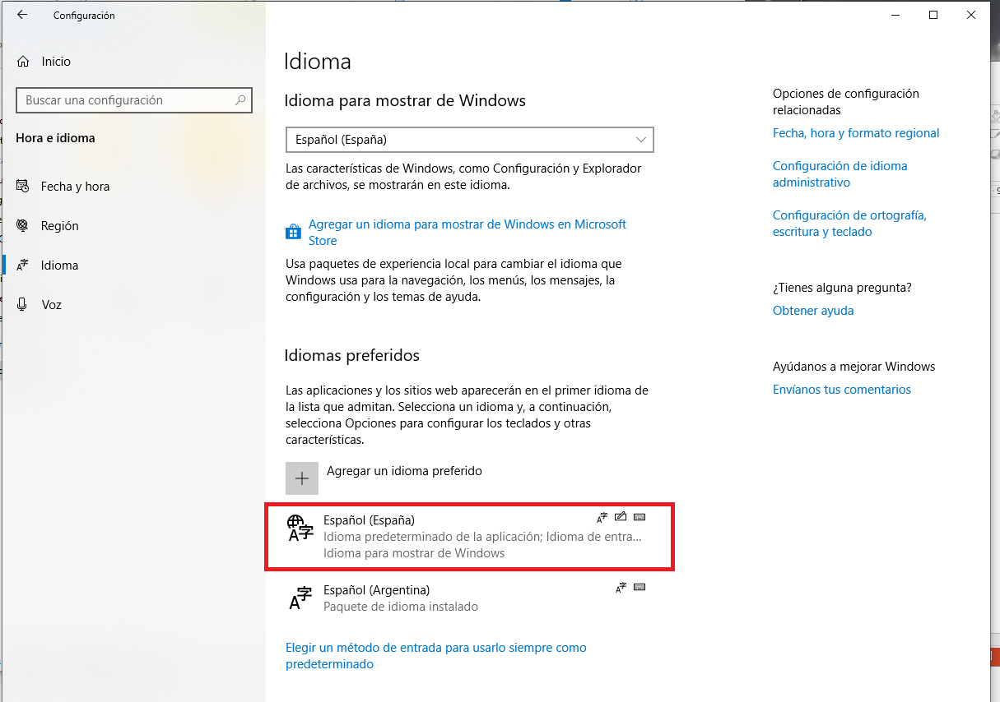 Configuración
Inicio
Buscar una configuración
Hora e idioma
Fecha y hora
Región
Idioma
Voz
Idioma
Idioma para mostrar de Windows
Español (España)
Las características de Windows, como Configuración y Explorador
de archivos, se mostrarán en este idioma.
Agregar un idioma para mostrar de Windows en Microsoft
Store
Usa paquetes de experiencia local para cambiar el idioma que
Windows usa para la navegación, los menús, los mensajes, la
configuración y los temas de ayuda.
Idiomas preferidos
Las aplicaciones y los sitios web aparecerán en el primer idioma de
la lista que admitan. Selecciona un idioma y, a continuación,
selecciona Opciones para configurar los teclados y otras
características.
Agregar un idioma preferido
Español (España)
Idioma predeterminado de la aplicación; Idioma de entra...
Idioma para mostrar de Windows
Español (Argentina)
Paquete de idioma instalado
Elegir un método de entrada para usarlo siempre como
predeterminado
Opciones de configuración
relacionadas
Fecha, hora y formato regional
Configuración de idioma
administrativo
Configuración de ortografía,
escritura y teclado
¿Tienes alguna pregunta?
Obtener ayuda
Ayúdanos a mejorar Windows
Envíanos tus comentarios